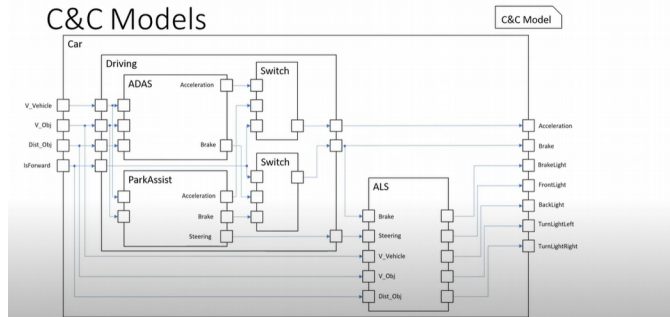 C&C Models
C&C Model
Car
Driving
ADAS
Acceleration
Brake
Switch
Switch
ParkAssist
Acceleration
Brake
Steering
V_Vehicle
V_Obj
Dist_Obj
IsForward
ALS
Brake
Steering
V_Vehicle
V_Obj
Dist_Obj
Acceleration
Brake
BrakeLight
FrontLight
BackLight
TurnLightLeft
TurnLightRight